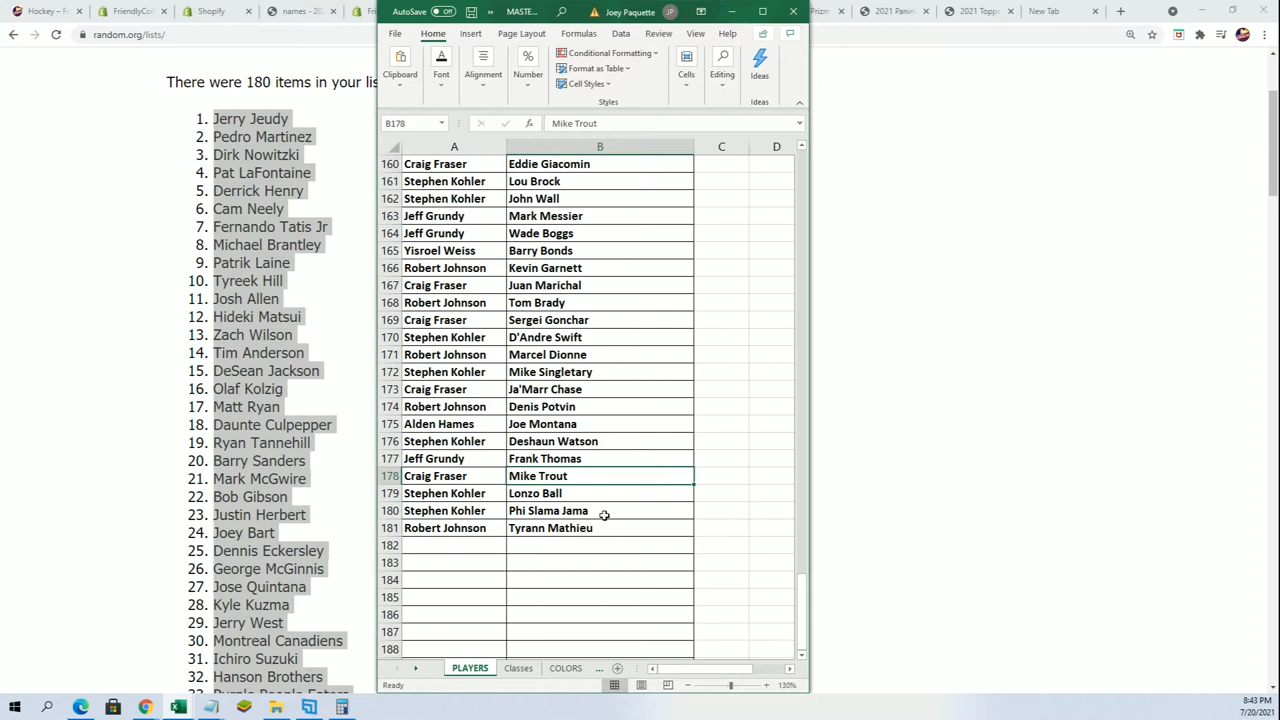 Hockey – F
FriendlyCol
Shopify
names - 20
Fri
AutoSave Off
MASTE...
Joey Paquette
Prizm
2021 Panini
2021 Topp
New Tab
random.org/lists/
File Home Insert Page Layout Formulas Data Review View Help
Clipboard
Font
Alignment
Number
Conditional Formatting
Format as Table
Cell Styles
Styles
Cells
Editing
Ideas
Ideas
B178
fx
Mike Trout
There were 180 items in your lis
1. Jerry Jeudy
2. Pedro Martinez
3. Dirk Nowitzki
4. Pat LaFontaine
5. Derrick Henry
6. Cam Neely
7. Fernando Tatis Jr
8. Michael Brantley
9. Patrik Laine
10. Tyreek Hill
11. Josh Allen
12. Hideki Matsui
13. Zach Wilson
14. Tim Anderson
15. DeSean Jackson
16. Olaf Kolzig
17. Matt Ryan
18. Daunte Culpepper
19. Ryan Tannehill
20. Barry Sanders
21. Mark McGwire
22. Bob Gibson
23. Justin Herbert
24. Joey Bart
25. Dennis Eckersley
26. George McGinnis
27. Jose Quintana
28. Kyle Kuzma
29. Jerry West
30. Montreal Canadiens
31. Ichiro Suzuki
32. Hanson Brothers
33. Purple People Eaters
A B C D
160 Craig Fraser Eddie Giacomin
161 Stephen Kohler Lou Brock
162 Stephen Kohler John Wall
163 Jeff Grundy Mark Messier
164 Jeff Grundy Wade Boggs
165 Yisroel Weiss Barry Bonds
166 Robert Johnson Kevin Garnett
167 Craig Fraser Juan Marichal
168 Robert Johnson Tom Brady
169 Craig Fraser Sergei Gonchar
170 Stephen Kohler D'Andre Swift
171 Robert Johnson Marcel Dionne
172 Stephen Kohler Mike Singletary
173 Craig Fraser Ja'Marr Chase
174 Robert Johnson Denis Potvin
175 Alden Hames Joe Montana
176 Stephen Kohler Deshaun Watson
177 Jeff Grundy Frank Thomas
178 Craig Fraser Mike Trout
179 Stephen Kohler Lonzo Ball
180 Stephen Kohler Phi Slama Jama
181 Robert Johnson Tyrann Mathieu
182
183
184
185
186
187
188
PLAYERS Classes COLORS ...
Ready
130%
8:43 PM
7/20/2021